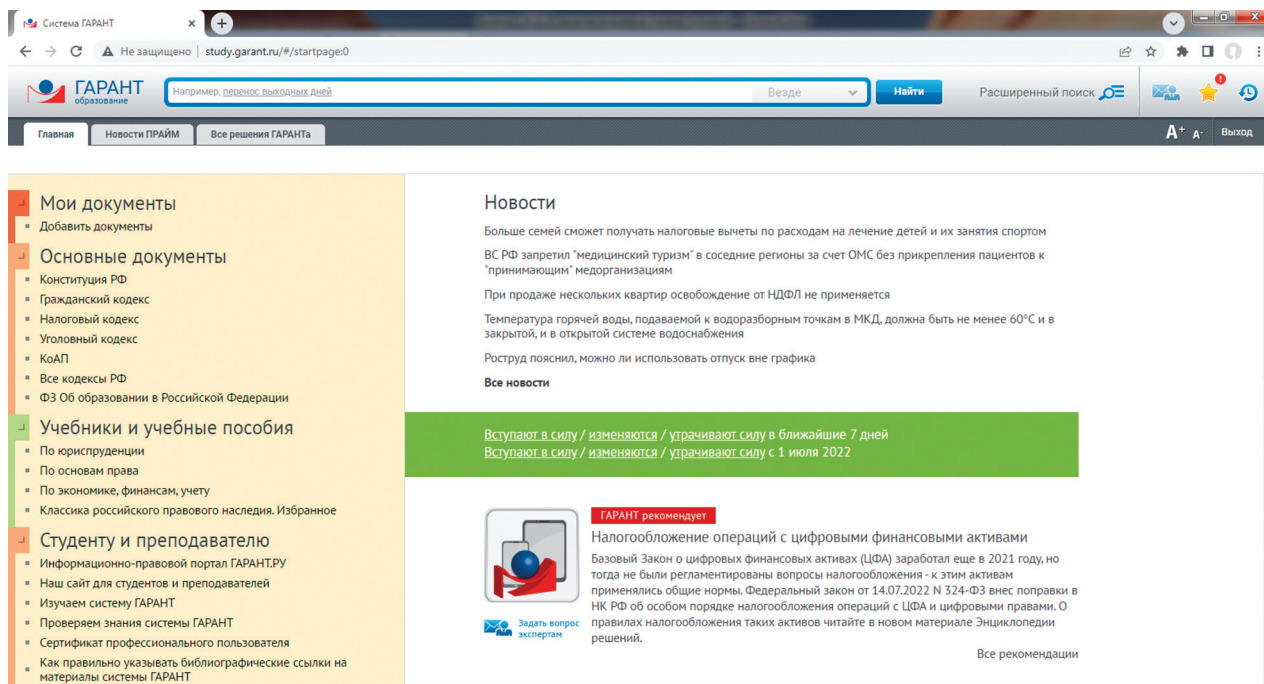 Система ГАРАНТ
Не защищено | study.garant.ru/#/startpage:0
ГАРАНТ
образование
Например, перенос выходных дней
Везде
Найти
Расширенный поиск
Главная
Новости ПРАЙМ
Все решения ГАРАНТа
А+ А-
Выход
Мои документы
Добавить документы
Основные документы
Конституция РФ
Гражданский кодекс
Налоговый кодекс
Уголовный кодекс
КоАП
Все кодексы РФ
ФЗ Об образовании в Российской Федерации
Учебники и учебные пособия
По юриспруденции
По основам права
По экономике, финансам, учету
Классика российского правового наследия. Избранное
Студенту и преподавателю
Информационно-правовой портал ГАРАНТ.РУ
Наш сайт для студентов и преподавателей
Изучаем систему ГАРАНТ
Проверяем знания системы ГАРАНТ
Сертификат профессионального пользователя
Как правильно указывать библиографические ссылки на
материалы системы ГАРАНТ
Новости
Больше семей сможет получать налоговые вычеты по расходам на лечение детей и их занятия спортом
ВС РФ запретил "медицинский туризм" в соседние регионы за счет ОМС без прикрепления пациентов к
"принимающим" медорганизациям
При продаже нескольких квартир освобождение от НДФЛ не применяется
Температура горячей воды, подаваемой к водоразборным точкам в МКД, должна быть не менее 60°С и в
закрытой, и в открытой системе водоснабжения
Роструд пояснил, можно ли использовать отпуск вне графика
Все новости
Вступают в силу / изменяются / утрачивают силу в ближайшие 7 дней
Вступают в силу / изменяются / утрачивают силу с 1 июля 2022
ГАРАНТ рекомендует
Налогообложение операций с цифровыми финансовыми активами
Базовый Закон о цифровых финансовых активах (ЦФА) заработал еще в 2021 году, но
тогда не были регламентированы вопросы налогообложения - к этим активам
применялись общие нормы. Федеральный закон от 14.07.2022 N 324-ФЗ внес поправки в
НК РФ об особом порядке налогообложения операций с ЦФА и цифровыми правами. О
правилах налогообложения таких активов читайте в новом материале Энциклопедии
решений.
Задать вопрос
экспертам
Все рекомендации